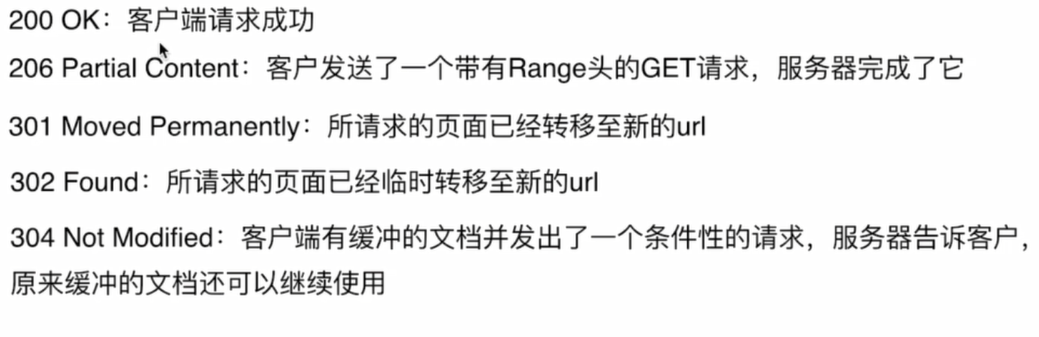 200 OK：客户端请求成功
206 Partial Content：客户发送了一个带有Range头的GET请求，服务器完成了它
301 Moved Permanently：所请求的页面已经转移至新的url
302 Found：所请求的页面已经临时转移至新的url
304 Not Modified：客户端有缓冲的文档并发出了一个条件性的请求，服务器告诉客户，
原来缓冲的文档还可以继续使用